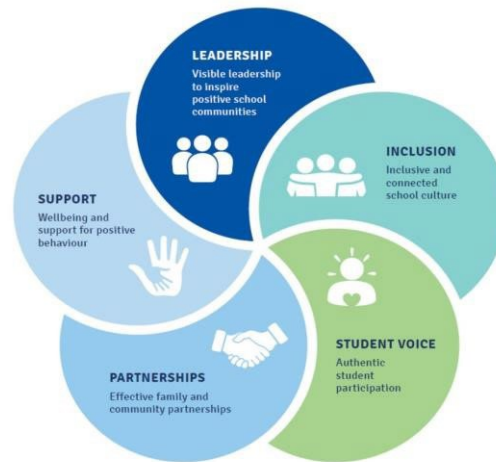 LEADERSHIP
Visible leadership
to inspire
positive school
communities
INCLUSION
Inclusive and
connected
school culture
STUDENT VOICE
Authentic
student
participation
PARTNERSHIPS
Effective family and
community partnerships
SUPPORT
Wellbeing and
support for positive
behaviour